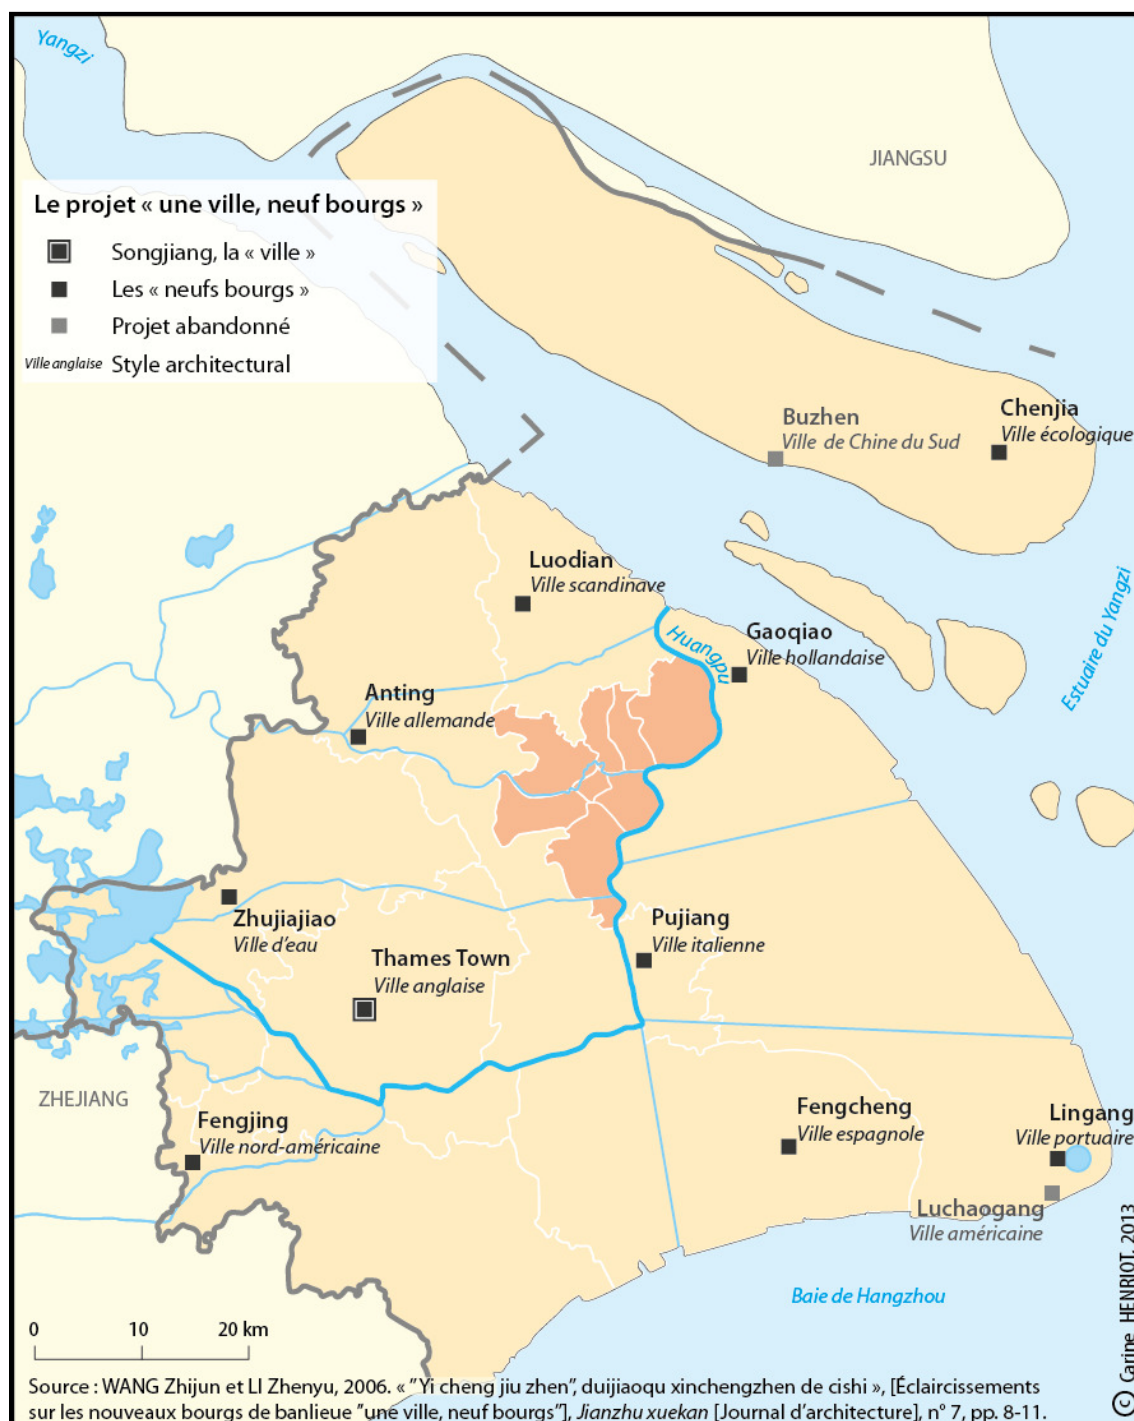 Yangzi
JIANGSU
Le projet « une ville, neuf bourgs »
Songjiang, la « ville »
Les « neufs bourgs »
Projet abandonné
Ville anglaise Style architectural
Buzhen
Ville de Chine du Sud
Chenjia
Ville écologique
Luodian
Ville scandinave
Huangpu
Gaoqiao
Ville hollandaise
Estuaire du Yangzi
Anting
Ville allemande
Zhujiajiao
Ville d'eau
Thames Town
Ville anglaise
Pujiang
Ville italienne
ZHEJIANG
Fengjing
Ville nord-américaine
Fengcheng
Ville espagnole
Lingang
Ville portuaire
Luchaogang
Ville américaine
Baie de Hangzhou
0 10 20 km
© Carine HENRIOT, 2013
Source : WANG Zhijun et LI Zhenyu, 2006. « "Yi cheng jiu zhen", duijiaoqu xinchengzhen de cishi », [Éclaircissements
sur les nouveaux bourgs de banlieue "une ville, neuf bourgs"], Jianzhu xuekan [Journal d'architecture], n° 7, pp. 8-11.